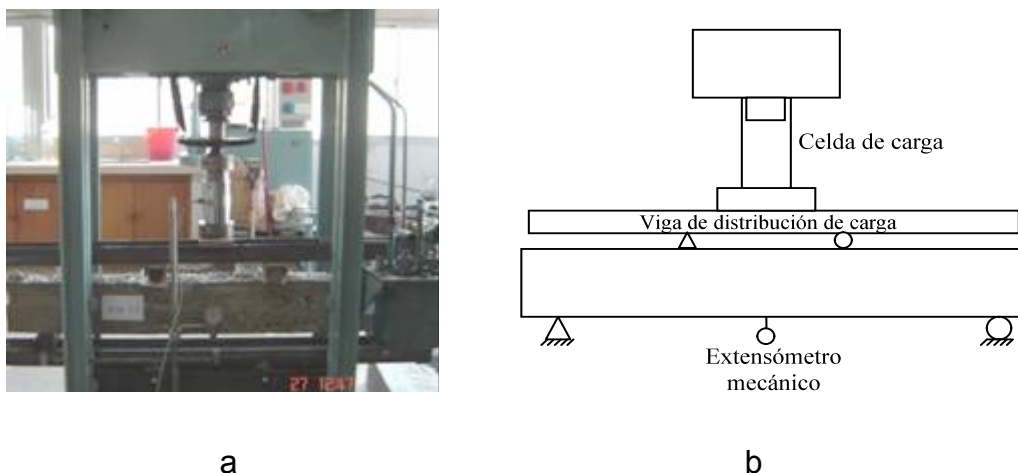 27 12:47
Celda de carga
Viga de distribución de carga
Extensómetro
mecánico
a
b